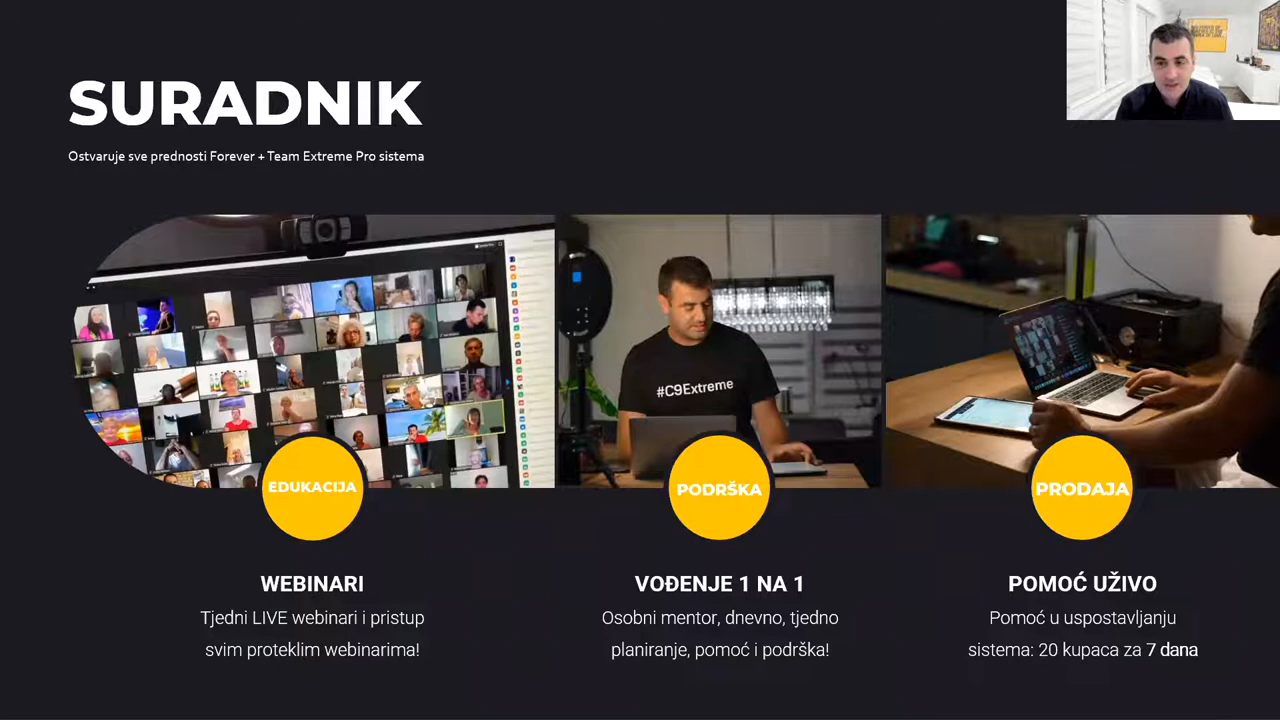 SURADNIK
Ostvaruje sve prednosti Forever + Team Extreme Pro sistema
#C9Extreme
EDUKACIJA
PODRŠKA
PRODAJA
WEBINARI
Tjedni LIVE webinari i pristup
svim proteklim webinarima!
VOĐENJE 1 NA 1
Osobni mentor, dnevno, tjedno
planiranje, pomoć i podrška!
POMOĆ UŽIVO
Pomoć u uspostavljanju
sistema: 20 kupaca za 7 dana